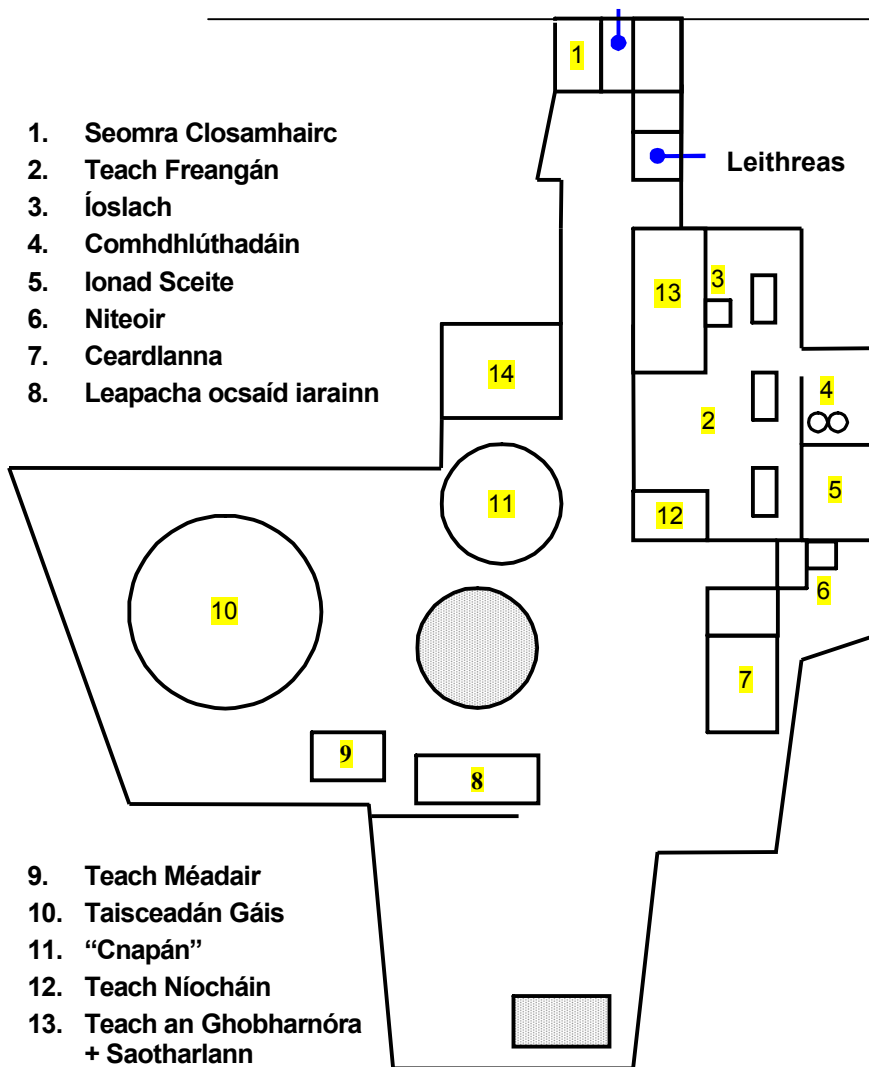 1
1. Seomra Closamhairc
2. Teach Freangán
3. Íoslach
4. Comhdhlúthadáin
5. Ionad Sceite
6. Niteoir
7. Ceardlanna
8. Leapacha ocsaíd iarainn
Leithreas
3
13
14
4
2
11
5
12
10
6
7
9
8
9. Teach Méadair
10. Taisceadán Gáis
11. “Cnapán”
12. Teach Níocháin
13. Teach an Ghobharnóra
+ Saotharlann